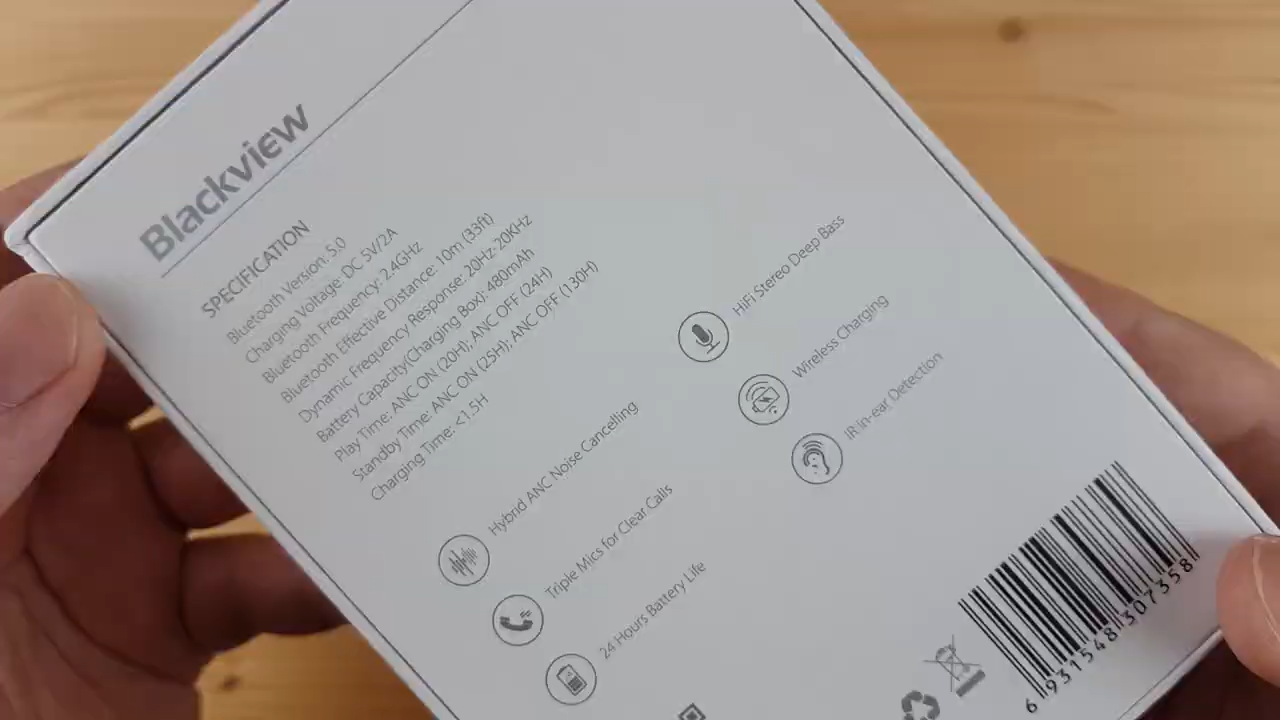 Blackview
SPECIFICATION
Bluetooth Version: 5.0
Charging Voltage: DC 5V/2A
Bluetooth Frequency: 2.4GHz
Bluetooth Effective Distance: 10m (33ft)
Dynamic Frequency Response: 20Hz-20KHz
Battery Capacity(Charging Box): 480mAh
Play Time: ANC ON (20H); ANC OFF (24H)
Standby Time: ANC ON (25H); ANC OFF (130H)
Charging Time: <1.5H
Hybrid ANC Noise Cancelling
Triple Mics for Clear Calls
24 Hours Battery Life
HiFi Stereo Deep Bass
Wireless Charging
IR In-ear Detection
6 931548 307358